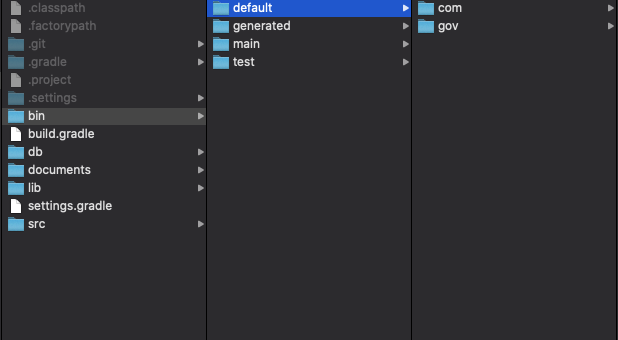 .classpath
.factorypath
.git
.gradle
.project
.settings
bin
build.gradle
db
documents
lib
settings.gradle
src
default
generated
main
test
com
gov